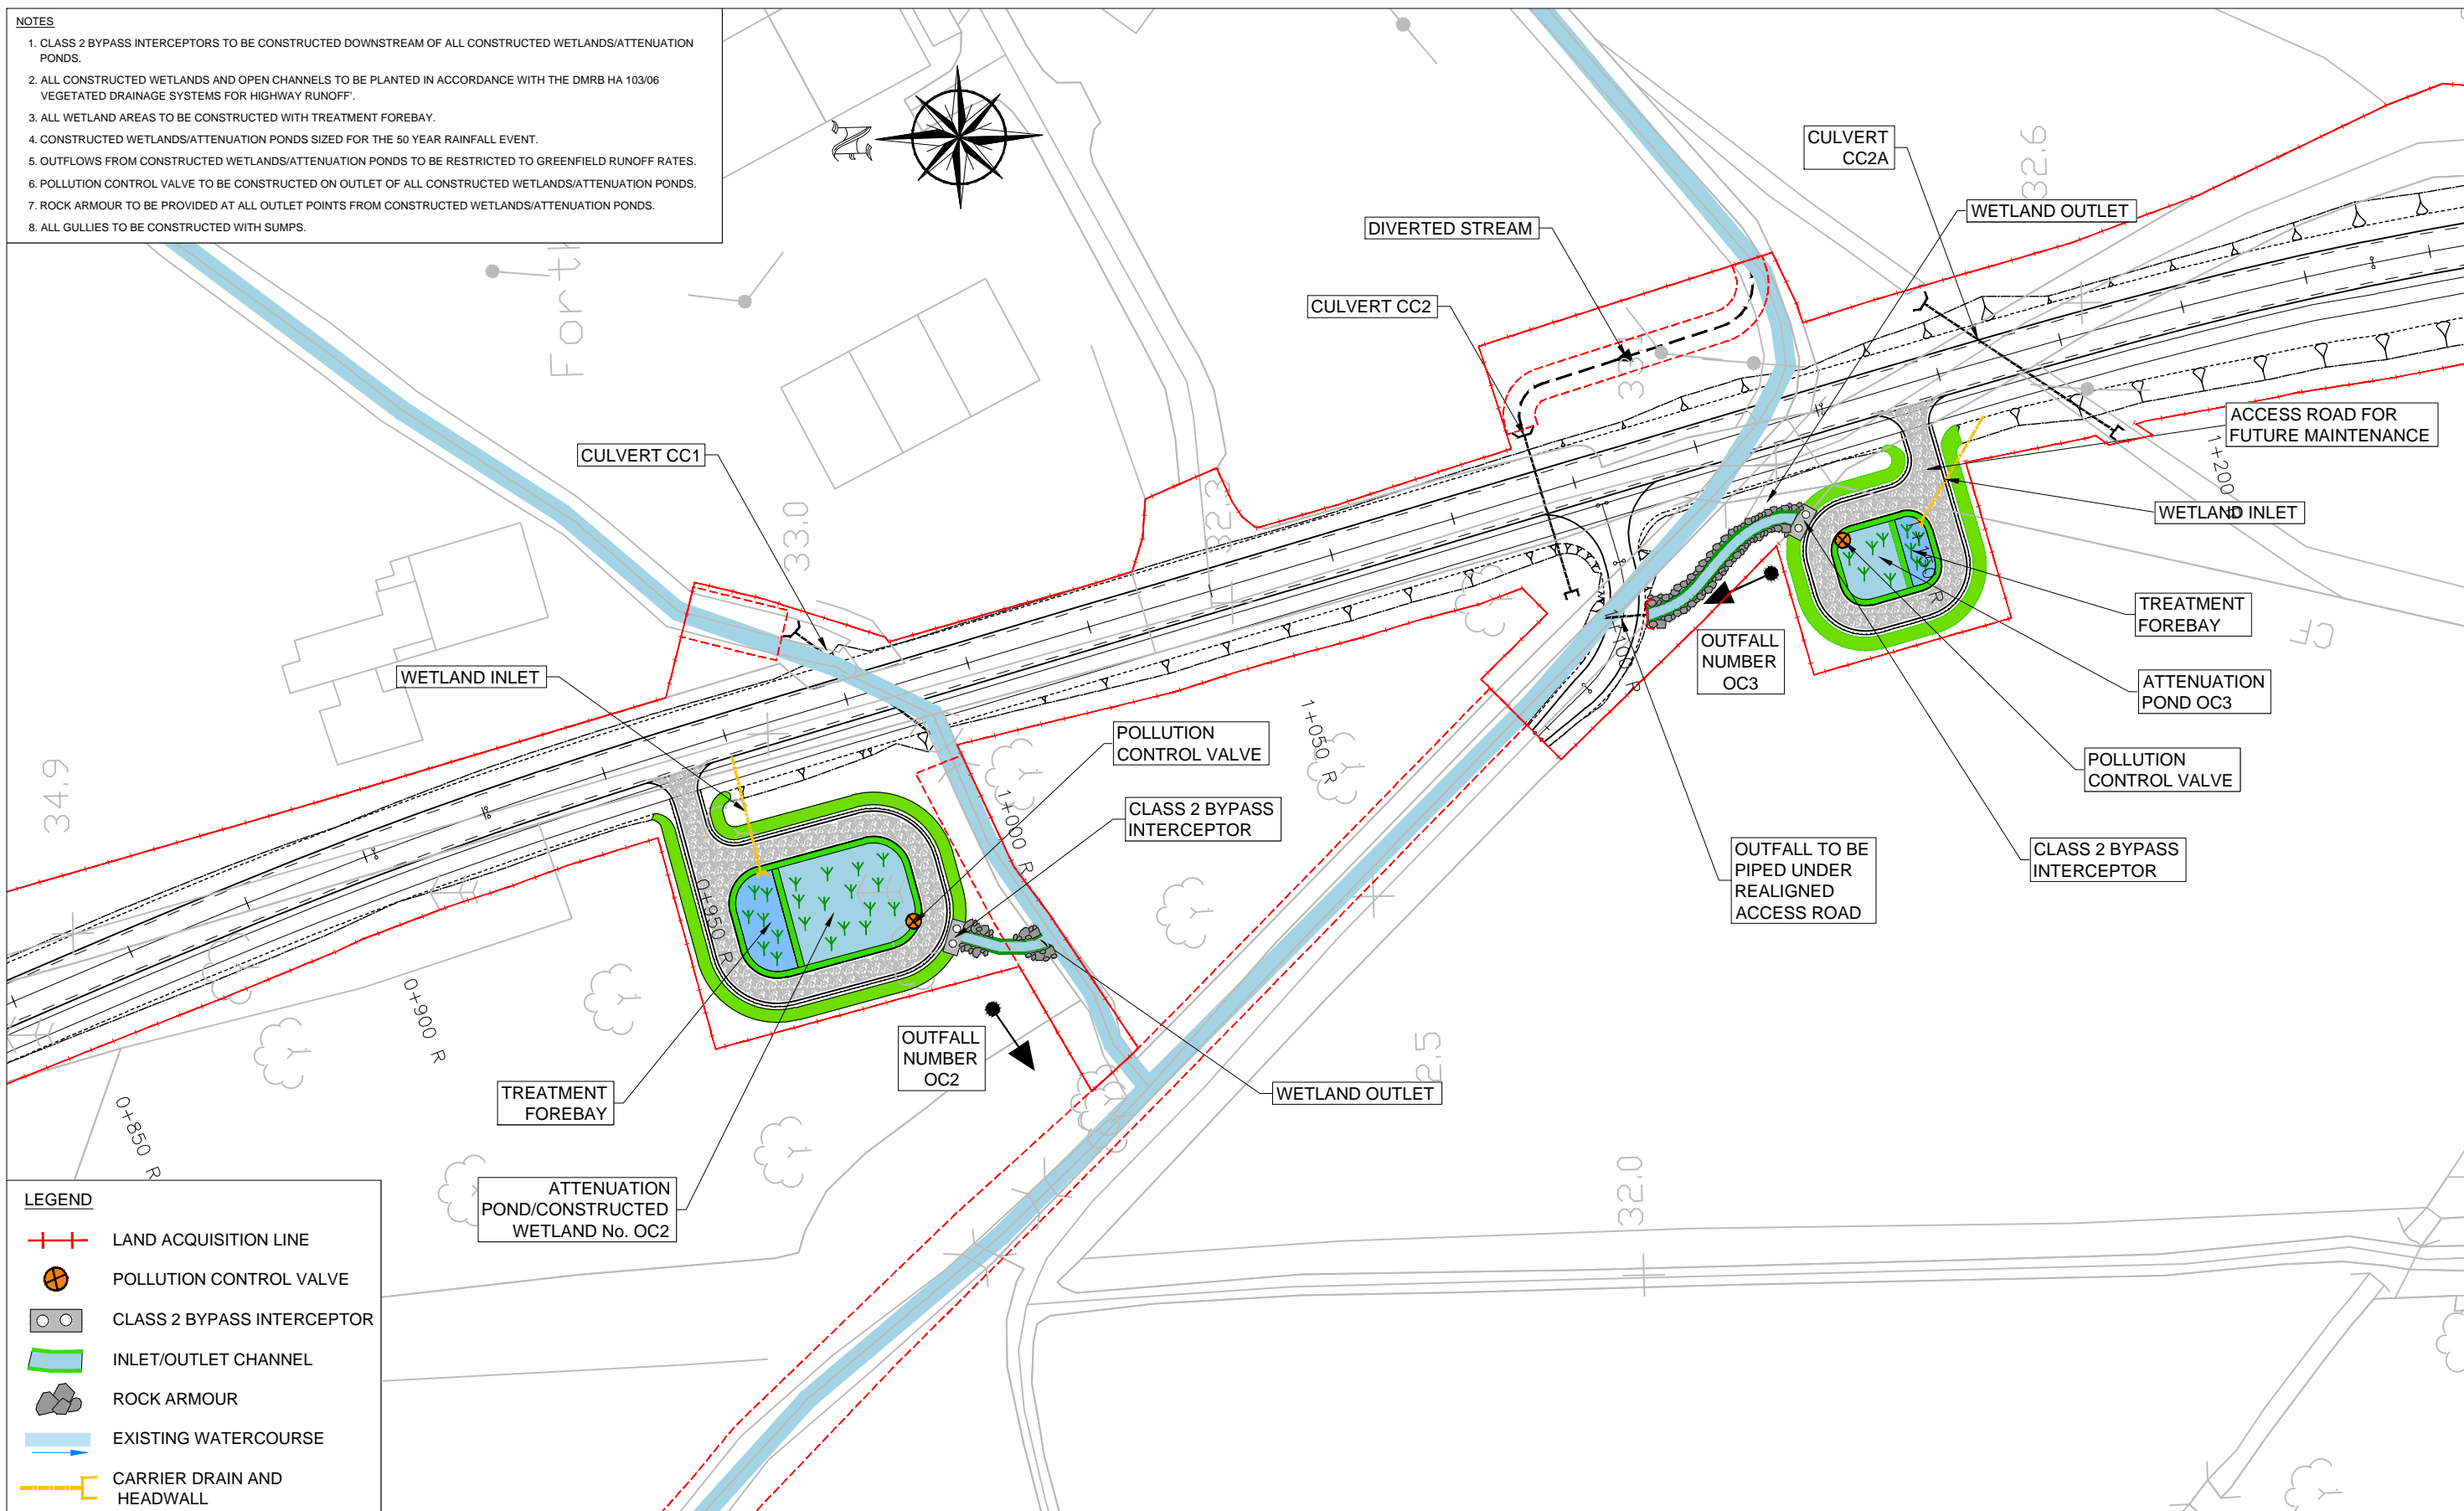 NOTES
1. CLASS 2 BYPASS INTERCEPTORS TO BE CONSTRUCTED DOWNSTREAM OF ALL CONSTRUCTED WETLANDS/ATTENUATION
PONDS.
2. ALL CONSTRUCTED WETLANDS AND OPEN CHANNELS TO BE PLANTED IN ACCORDANCE WITH THE DMRB HA 103/06
VEGETATED DRAINAGE SYSTEMS FOR HIGHWAY RUNOFF'.
3. ALL WETLAND AREAS TO BE CONSTRUCTED WITH TREATMENT FOREBAY.
4. CONSTRUCTED WETLANDS/ATTENUATION PONDS SIZED FOR THE 50 YEAR RAINFALL EVENT.
5. OUTFLOWS FROM CONSTRUCTED WETLANDS/ATTENUATION PONDS TO BE RESTRICTED TO GREENFIELD RUNOFF RATES.
6. POLLUTION CONTROL VALVE TO BE CONSTRUCTED ON OUTLET OF ALL CONSTRUCTED WETLANDS/ATTENUATION PONDS.
7. ROCK ARMOUR TO BE PROVIDED AT ALL OUTLET POINTS FROM CONSTRUCTED WETLANDS/ATTENUATION PONDS.
8. ALL GULLIES TO BE CONSTRUCTED WITH SUMPS.
N
CULVERT
CC2A
32.6
WETLAND OUTLET
DIVERTED STREAM
CULVERT CC2
ACCESS ROAD FOR
FUTURE MAINTENANCE
CULVERT CC1
33.0
32.3
1+200 R
WETLAND INLET
TREATMENT
FOREBAY
OUTFALL
NUMBER
OC3
1+100 R
CF
WETLAND INLET
ATTENUATION
POND OC3
POLLUTION
CONTROL VALVE
1+050 R
POLLUTION
CONTROL VALVE
34.9
CLASS 2 BYPASS
INTERCEPTOR
1+000 R
OUTFALL TO BE
PIPED UNDER
REALIGNED
ACCESS ROAD
CLASS 2 BYPASS
INTERCEPTOR
0+950 R
0+900 R
OUTFALL
NUMBER
OC2
2.5
TREATMENT
FOREBAY
WETLAND OUTLET
0+850 R
ATTENUATION
POND/CONSTRUCTED
WETLAND No. OC2
32.0
LEGEND
LAND ACQUISITION LINE
POLLUTION CONTROL VALVE
CLASS 2 BYPASS INTERCEPTOR
INLET/OUTLET CHANNEL
ROCK ARMOUR
EXISTING WATERCOURSE
CARRIER DRAIN AND
HEADWALL